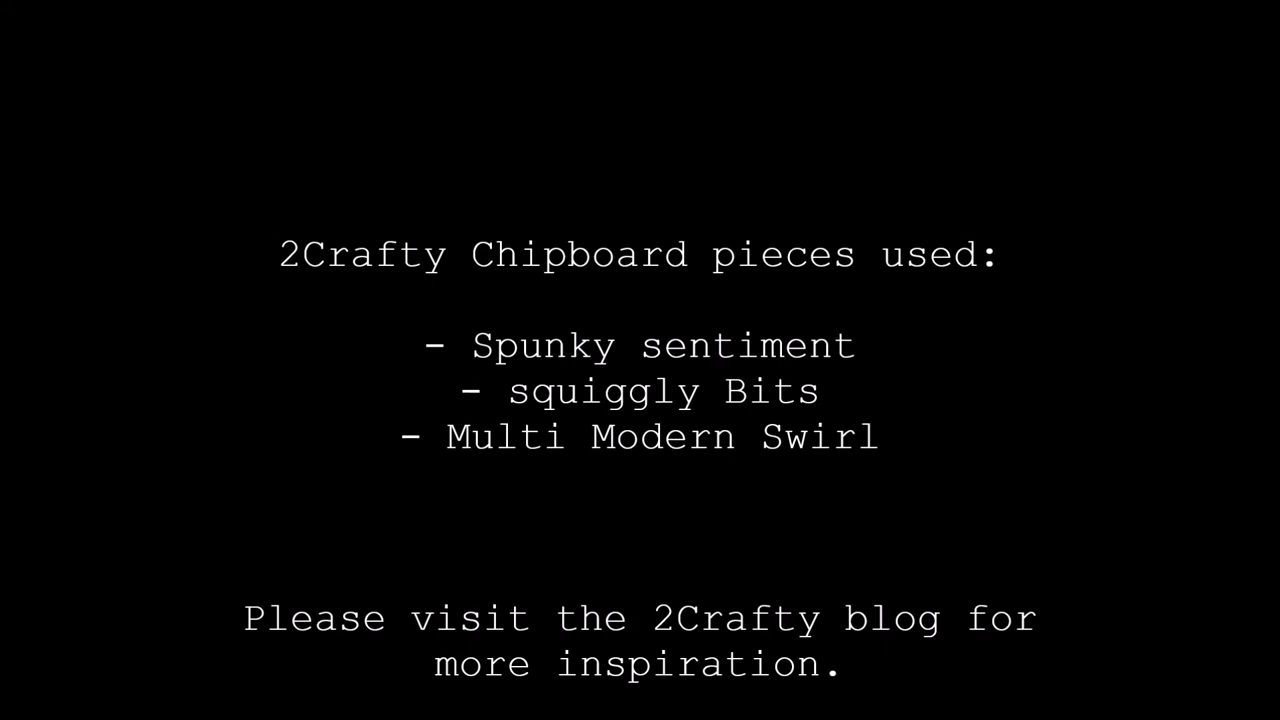 2Crafty Chipboard pieces used:
- Spunky sentiment
- squiggly Bits
- Multi Modern Swirl
Please visit the 2Crafty blog for
more inspiration.